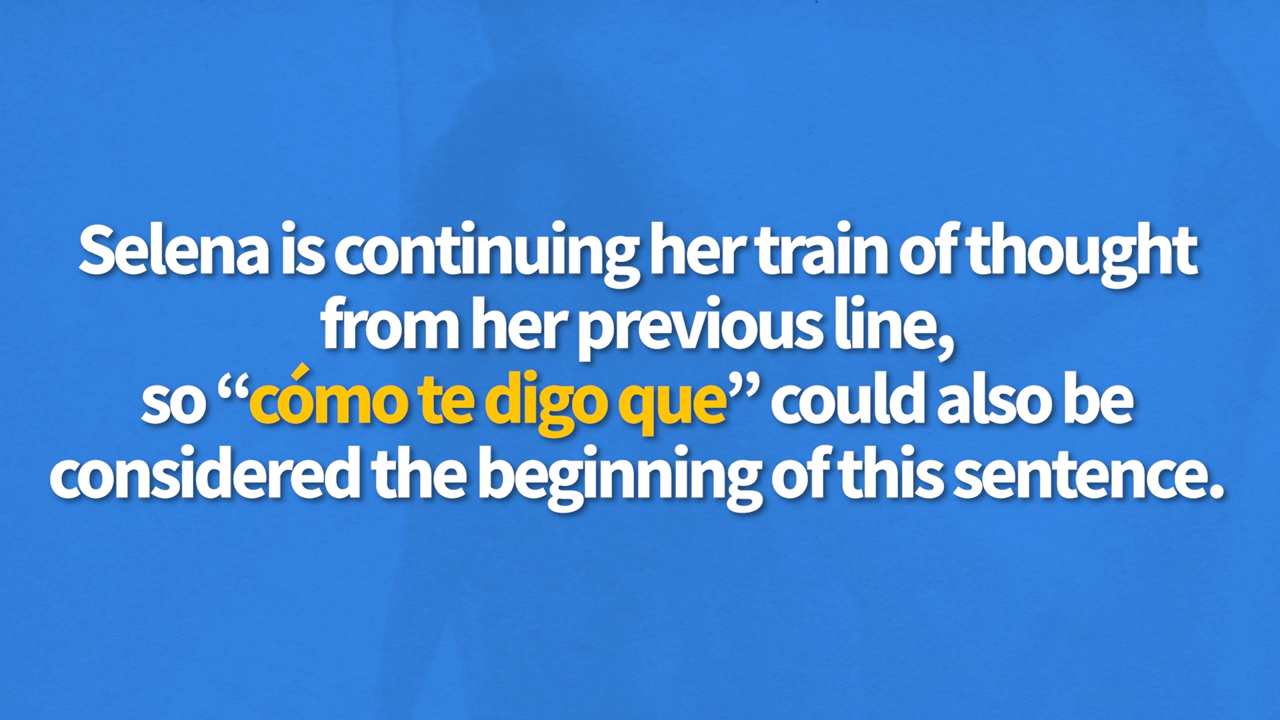 Selena is continuing her train of thought
from her previous line,
so “cómo te digo que” could also be
considered the beginning of this sentence.